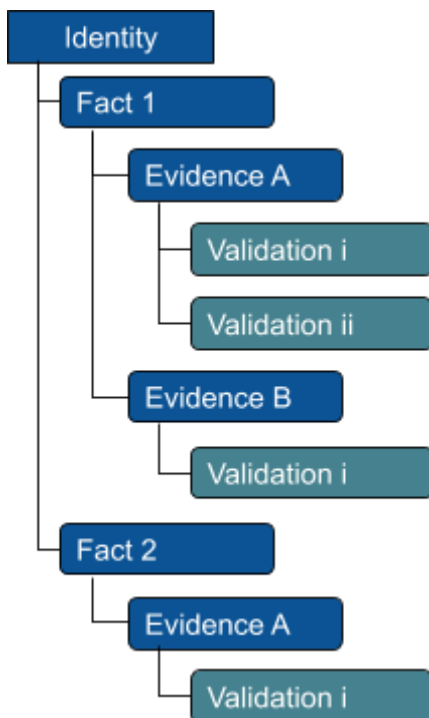 Identity
Fact 1
Evidence A
Validation i
Validation ii
Evidence B
Validation i
Fact 2
Evidence A
Validation i